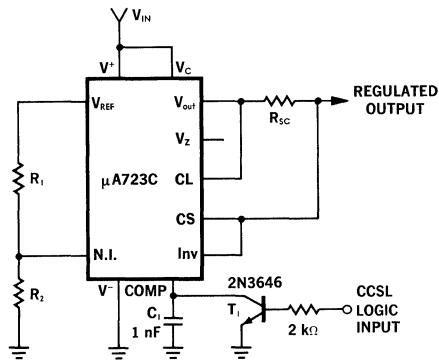 V_IN
V+
V_C
V_REF
V_out
R_SC
REGULATED
OUTPUT
V_Z
R_1
μA723C
CL
CS
N.I.
Inv
R_2
V−
COMP
2N3646
C_1
1 nF
T_1
2 kΩ
CCSL
LOGIC
INPUT